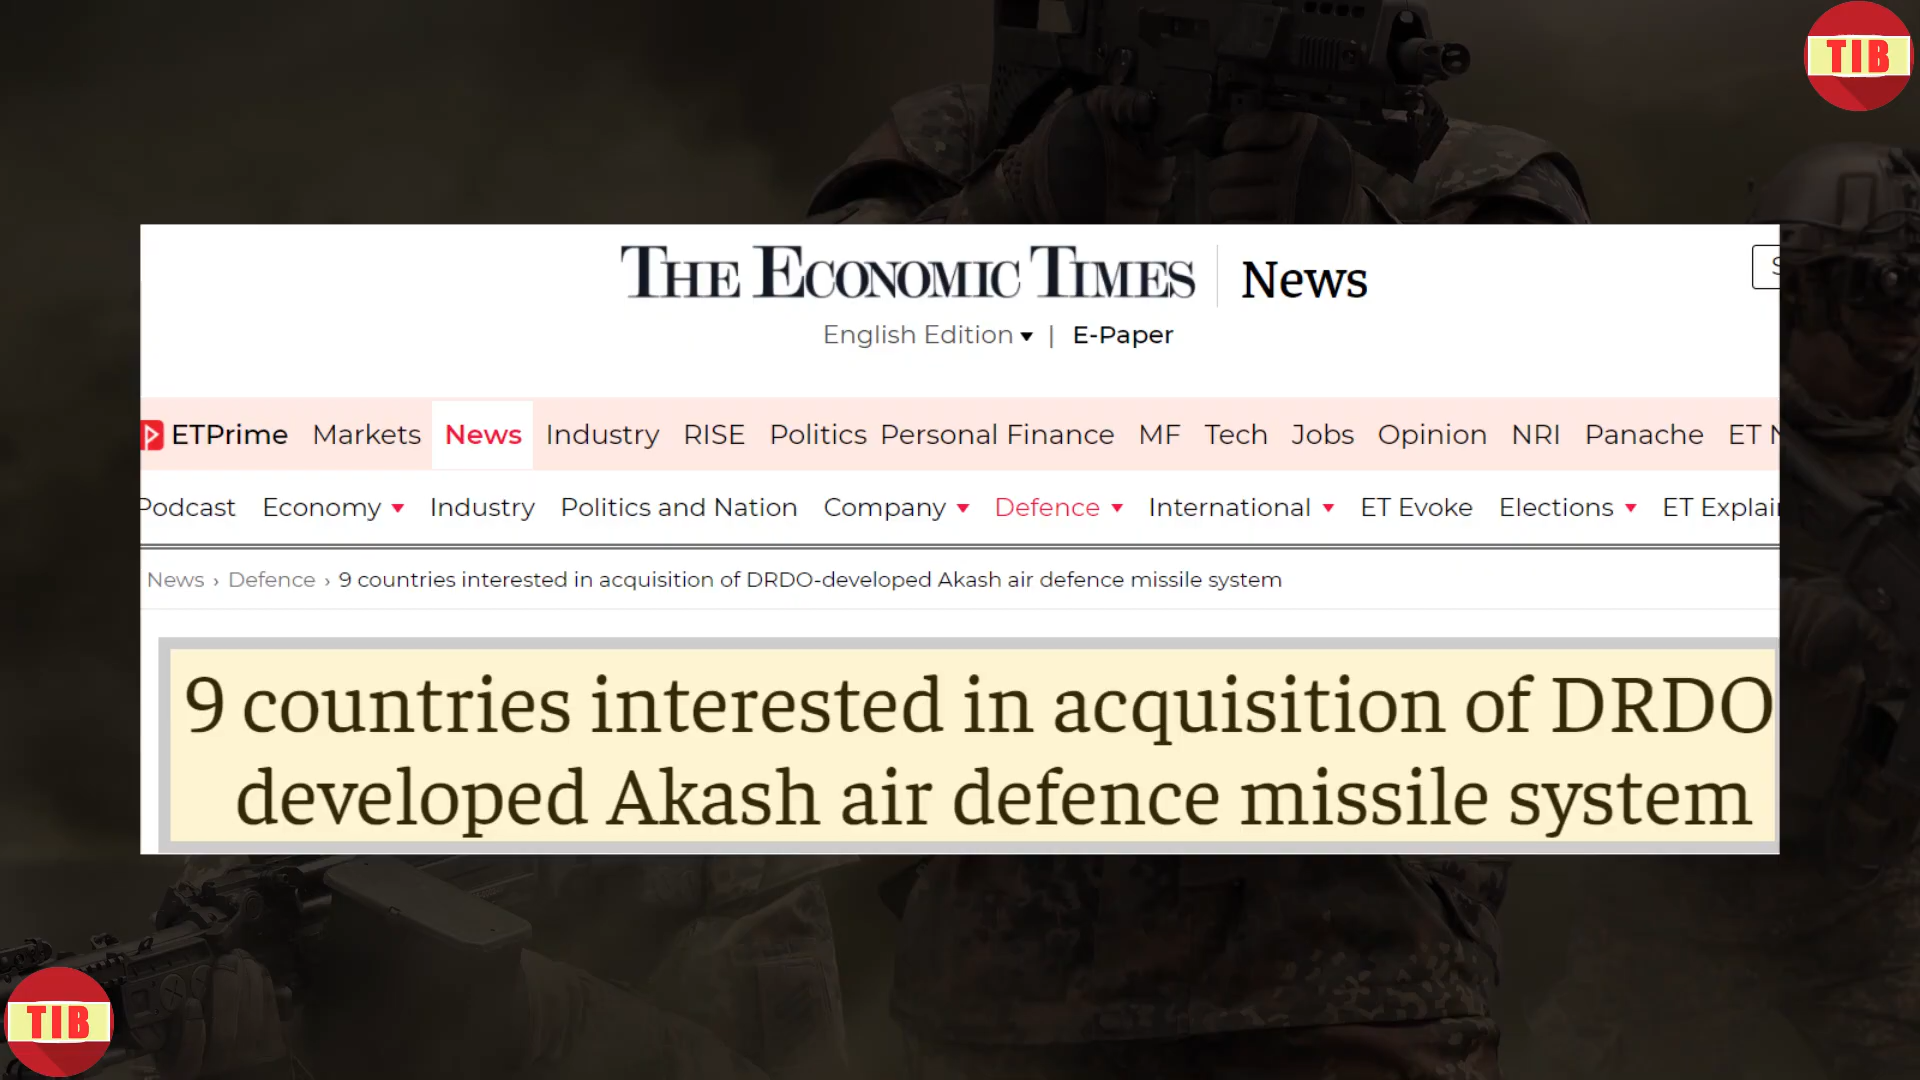 TIB
THE ECONOMIC TIMES | News
S
English Edition ▾ | E-Paper
ETPrime Markets News Industry RISE Politics Personal Finance MF Tech Jobs Opinion NRI Panache ET N
Podcast Economy ▾ Industry Politics and Nation Company ▾ Defence ▾ International ▾ ET Evoke Elections ▾ ET Explai
News › Defence › 9 countries interested in acquisition of DRDO-developed Akash air defence missile system
9 countries interested in acquisition of DRDO
developed Akash air defence missile system
TIB